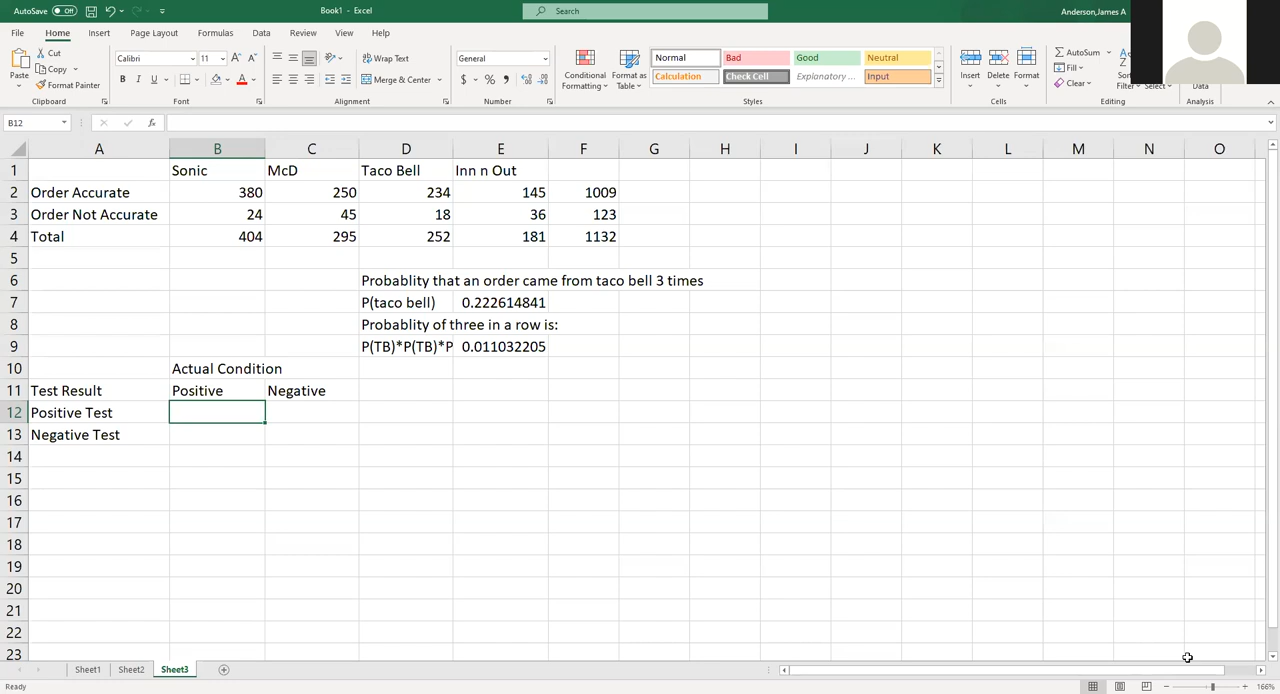 AutoSave Off Book1 - Excel Search Anderson,James A
File Home Insert Page Layout Formulas Data Review View Help
Paste Cut Copy Format Painter Clipboard
Calibri 11 B I U A Font
Wrap Text Merge & Center Alignment
General $ % Number
Conditional Formatting Format as Table
Normal Bad Good Neutral
Calculation Check Cell Explanatory ... Input
Styles
Insert Delete Format Cells
AutoSum Fill Clear Filter Select Editing
Data Analysis
B12 fx
A B C D E F G H I J K L M N O
1 Sonic McD Taco Bell Inn n Out
2 Order Accurate 380 250 234 145 1009
3 Order Not Accurate 24 45 18 36 123
4 Total 404 295 252 181 1132
5
6 Probablity that an order came from taco bell 3 times
7 P(taco bell) 0.222614841
8 Probablity of three in a row is:
9 P(TB)*P(TB)*P 0.011032205
10 Actual Condition
11 Test Result Positive Negative
12 Positive Test
13 Negative Test
14
15
16
17
18
19
20
21
22
23
Sheet1 Sheet2 Sheet3
Ready 166%